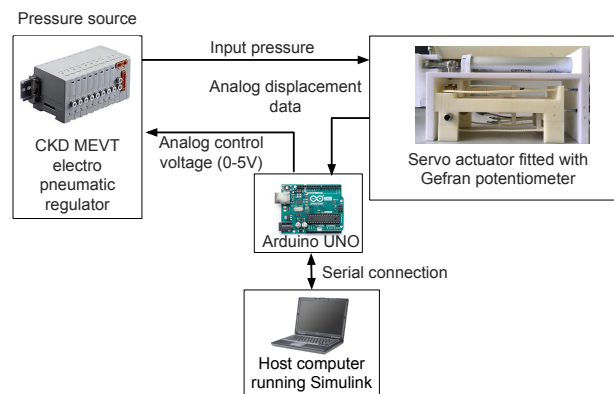 Pressure source
Input pressure
Analog displacement
data
CKD MEVT
electro
pneumatic
regulator
Analog control
voltage (0-5V)
Servo actuator fitted with
Gefran potentiometer
Arduino UNO
Serial connection
Host computer
running Simulink